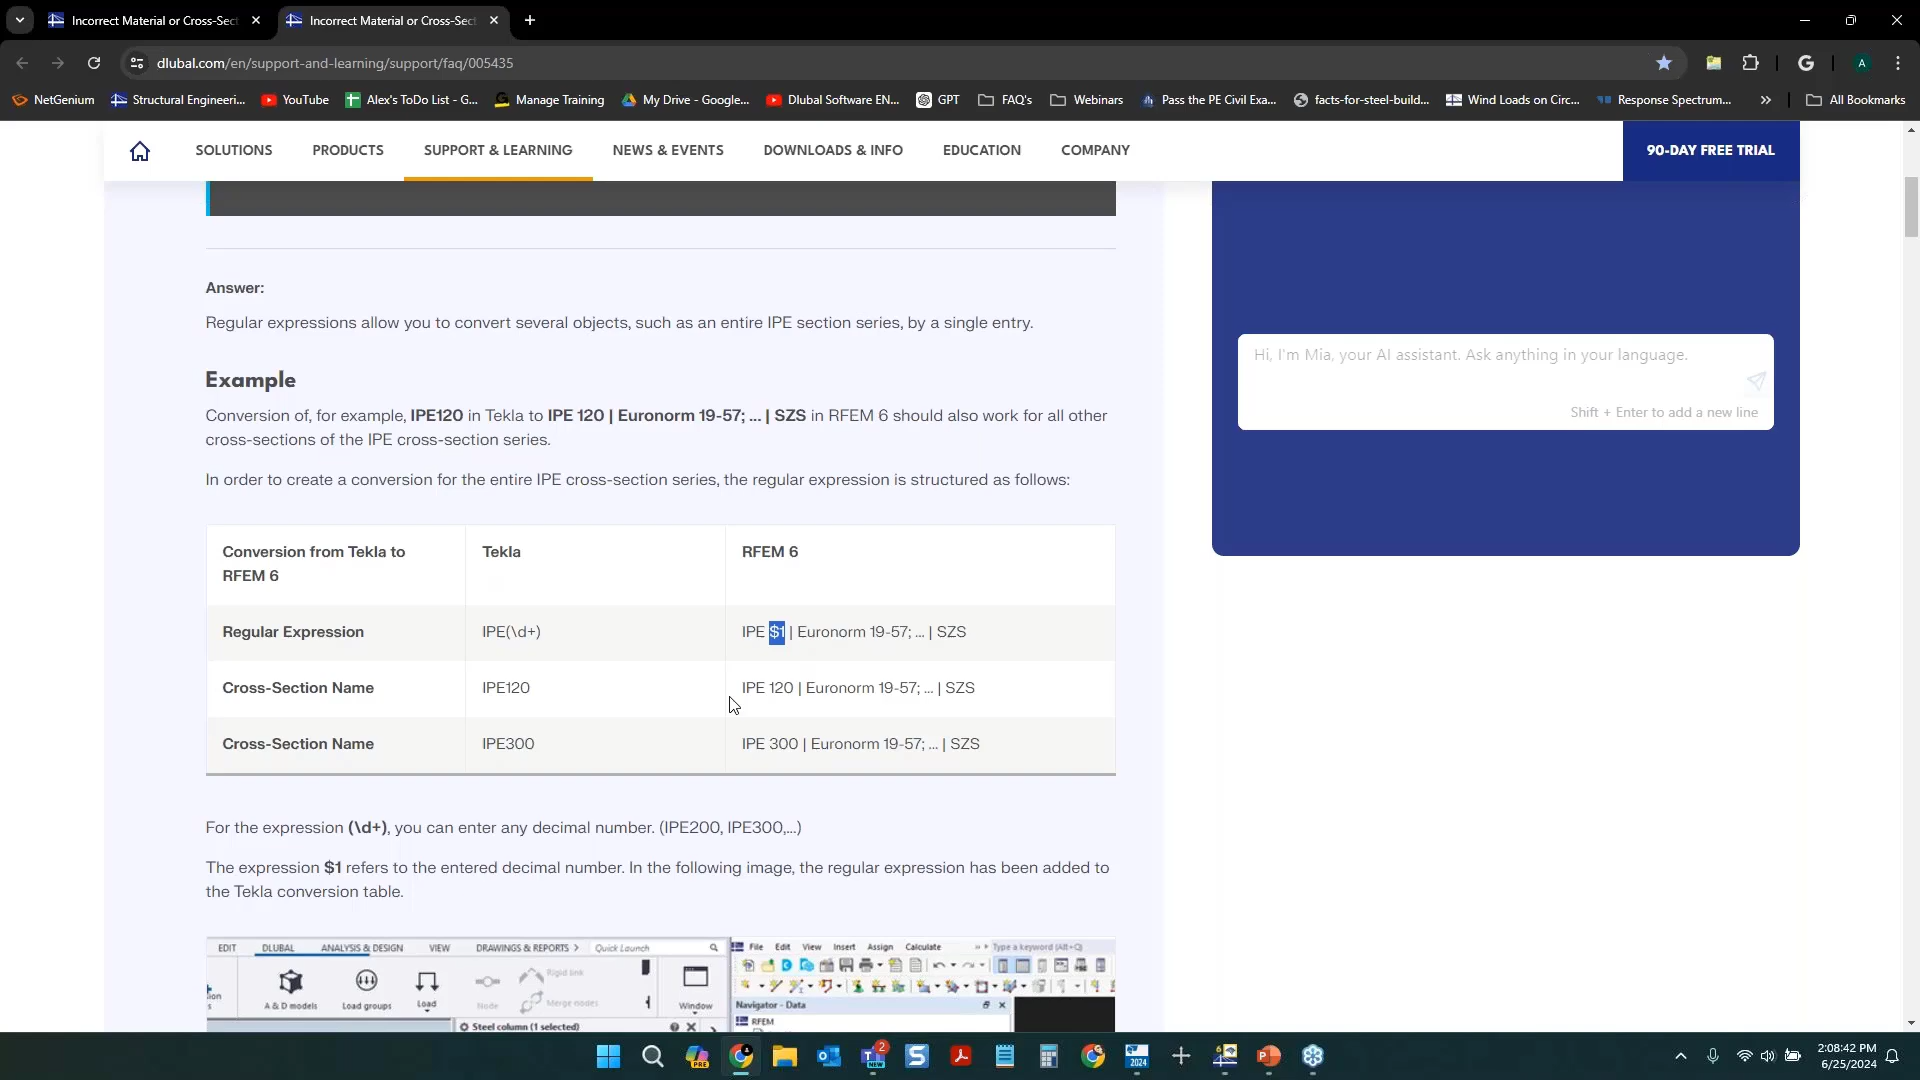 Incorrect Material or Cross-Sect
Incorrect Material or Cross-Sect
dlubal.com/en/support-and-learning/support/faq/005435
NetGenium
Structural Engineeri...
YouTube
Alex's ToDo List - G...
Manage Training
My Drive - Google...
Dlubal Software EN...
GPT
FAQ's
Webinars
Pass the PE Civil Exa...
facts-for-steel-build...
Wind Loads on Circ...
Response Spectrum...
All Bookmarks
SOLUTIONS
PRODUCTS
SUPPORT & LEARNING
NEWS & EVENTS
DOWNLOADS & INFO
EDUCATION
COMPANY
90-DAY FREE TRIAL
Answer:
Regular expressions allow you to convert several objects, such as an entire IPE section series, by a single entry.
Example
Conversion of, for example, IPE120 in Tekla to IPE 120 | Euronorm 19-57; ... | SZS in RFEM 6 should also work for all other
cross-sections of the IPE cross-section series.
In order to create a conversion for the entire IPE cross-section series, the regular expression is structured as follows:
Conversion from Tekla to
RFEM 6
Tekla
RFEM 6
Regular Expression
IPE(\d+)
IPE $1 | Euronorm 19-57; ... | SZS
Cross-Section Name
IPE120
IPE 120 | Euronorm 19-57; ... | SZS
Cross-Section Name
IPE300
IPE 300 | Euronorm 19-57; ... | SZS
For the expression (\d+), you can enter any decimal number. (IPE200, IPE300,...)
The expression $1 refers to the entered decimal number. In the following image, the regular expression has been added to
the Tekla conversion table.
EDIT
DLUBAL
ANALYSIS & DESIGN
VIEW
DRAWINGS & REPORTS
Quick Launch
A & D models
Load groups
Load
Node
Rigid link
Merge nodes
Window
Steel column (1 selected)
File
Edit
View
Insert
Assign
Calculate
Type a keyword (Alt+Q)
Navigator - Data
RFEM
Hi, I'm Mia, your AI assistant. Ask anything in your language.
Shift + Enter to add a new line
2:08:42 PM
6/25/2024